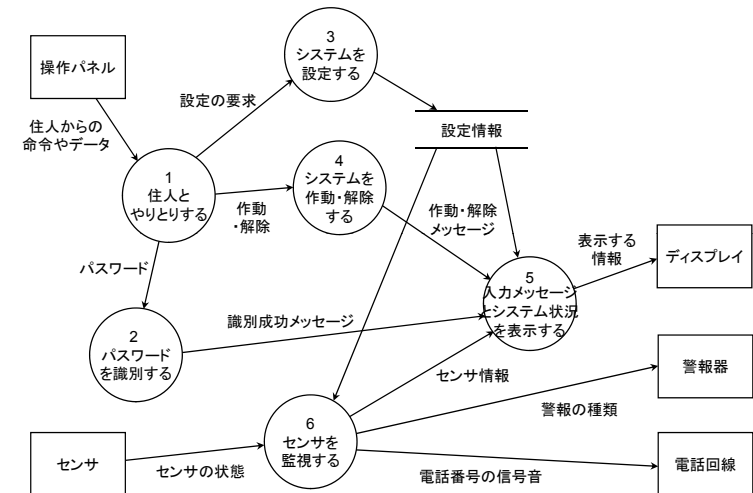 操作パネル
住人からの
命令やデータ
1
住人と
やりとりする
設定の要求
3
システムを
設定する
設定情報
作動
・解除
4
システムを
作動・解除
する
作動・解除
メッセージ
パスワード
2
パスワード
を識別する
識別成功メッセージ
5
入力メッセージ
とシステム状況
を表示する
表示する
情報
ディスプレイ
センサ
センサの状態
6
センサを
監視する
センサ情報
警報の種類
警報器
電話番号の信号音
電話回線